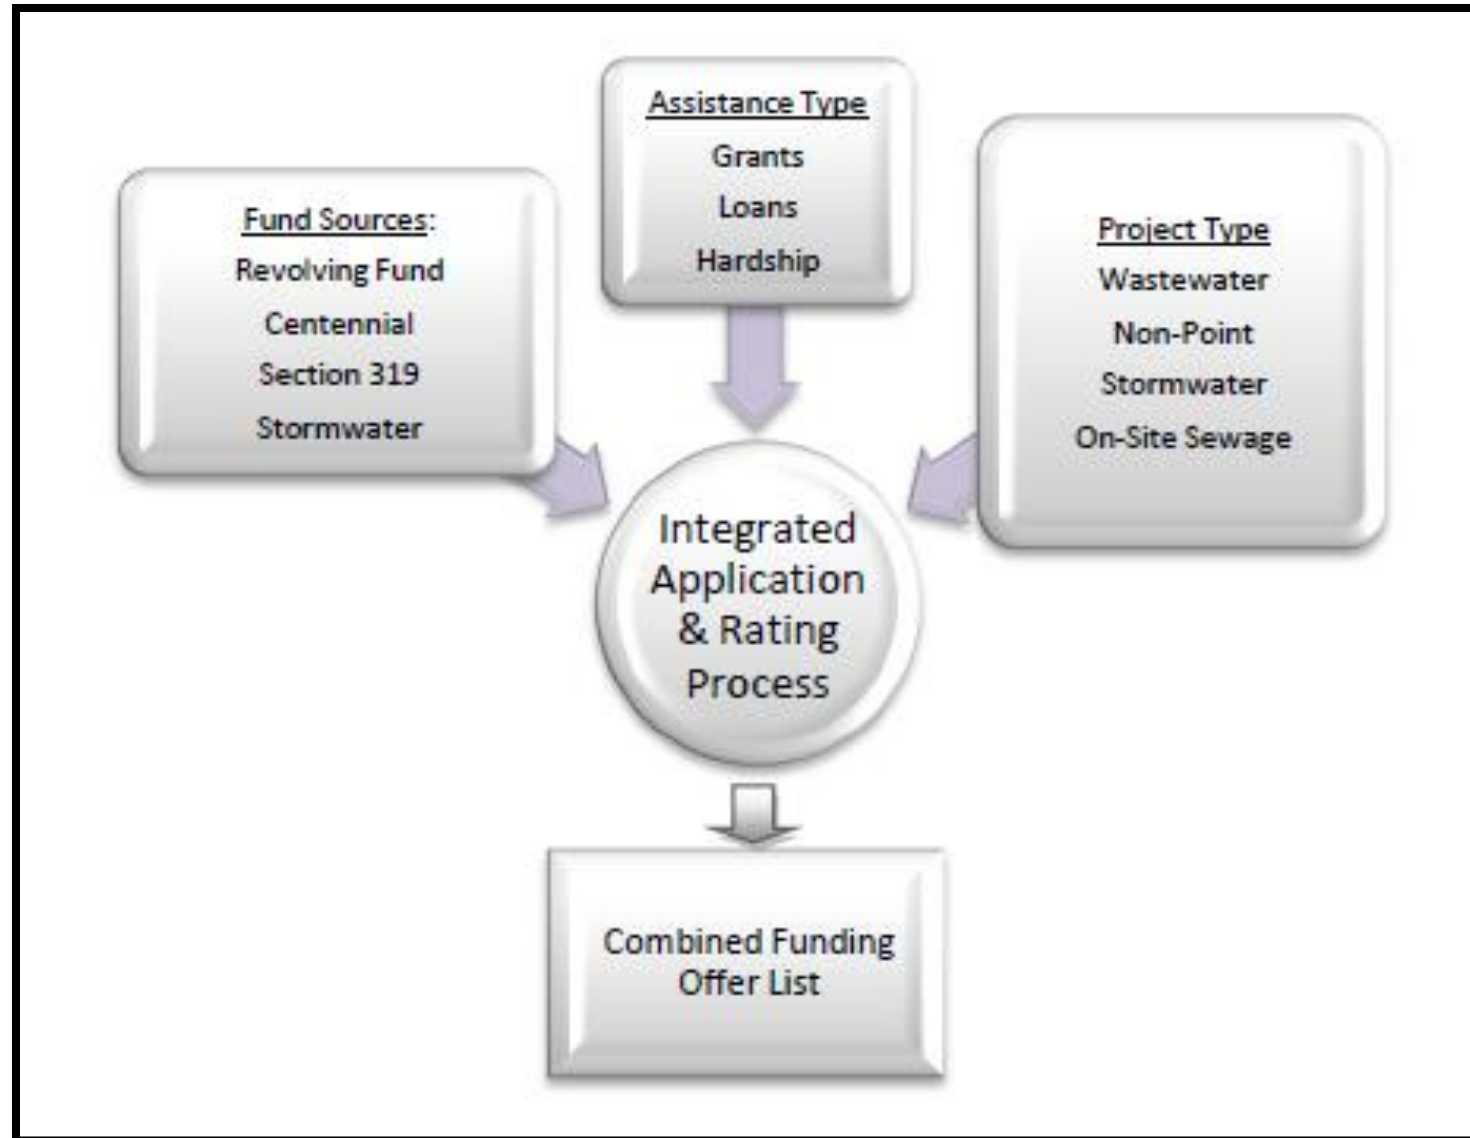 Assistance Type
Grants
Loans
Hardship
Fund Sources:
Revolving Fund
Centennial
Section 319
Stormwater
Project Type
Wastewater
Non-Point
Stormwater
On-Site Sewage
Integrated
Application
& Rating
Process
Combined Funding
Offer List